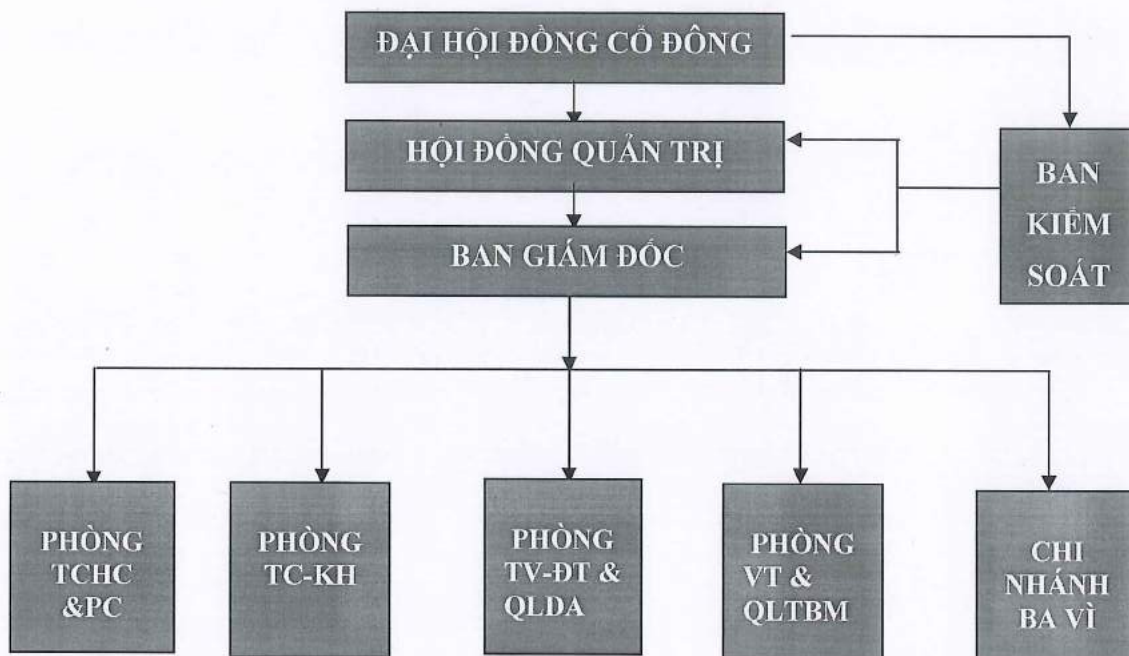 ĐẠI HỘI ĐỒNG CỔ ĐÔNG
HỘI ĐỒNG QUẢN TRỊ
BAN GIÁM ĐỐC
BAN
KIỂM
SOÁT
PHÒNG
TCHC
&PC
PHÒNG
TC-KH
PHÒNG
TV-ĐT &
QLDA
PHÒNG
VT &
QLTBM
CHI
NHÁNH
BA VÌ